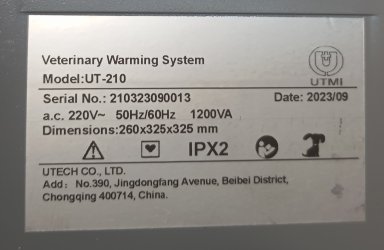 Veterinary Warming System
Model:UT-210
UTMI
Serial No.: 210323090013
Date: 2023/09
a.c. 220V~ 50Hz/60Hz 1200VA
Dimensions:260x325x325 mm
IPX2
UTECH CO., LTD.
Add: No.390, Jingdongfang Avenue, Beibei District,
Chongqing 400714, China.